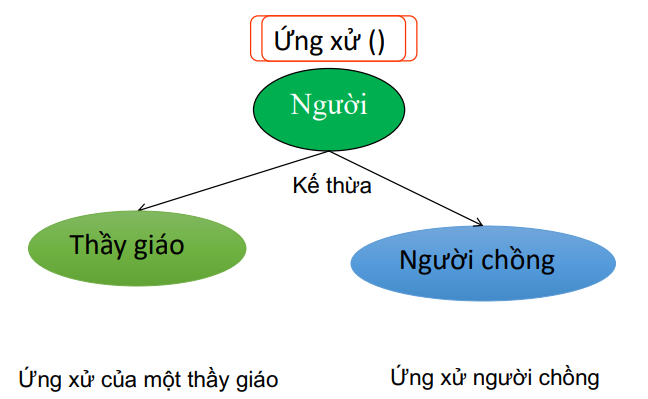 Ứng xử ()
Người
Kế thừa
Thầy giáo
Người chồng
Ứng xử của một thầy giáo
Ứng xử người chồng